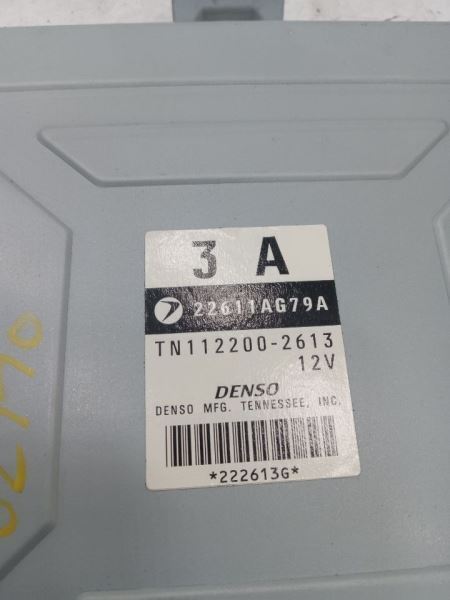 3 A
22611AG79A
TN112200-2613
12V
DENSO
DENSO MFG. TENNESSEE, INC.
*222613G*